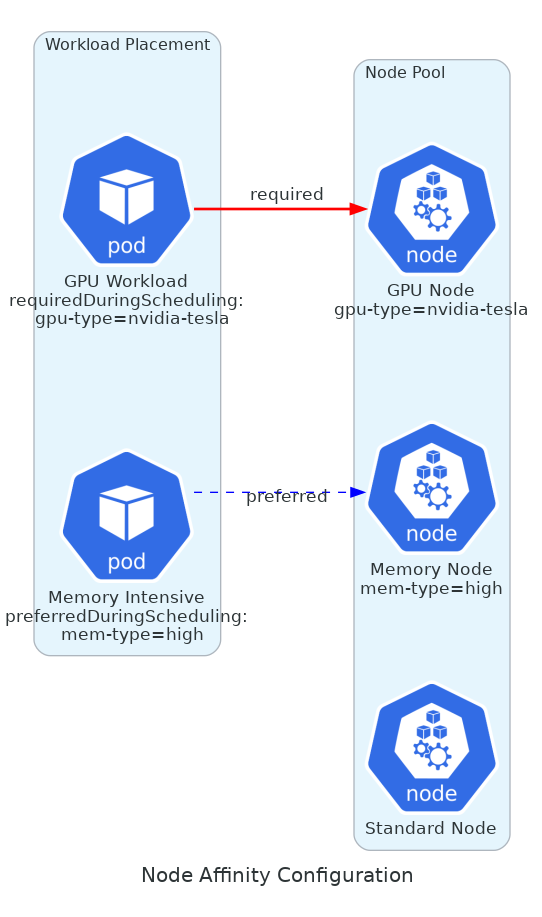 Workload Placement
pod
GPU Workload
requiredDuringScheduling:
gpu-type=nvidia-tesla
pod
Memory Intensive
preferredDuringScheduling:
mem-type=high
required
preferred
Node Pool
node
GPU Node
gpu-type=nvidia-tesla
node
Memory Node
mem-type=high
node
Standard Node
Node Affinity Configuration